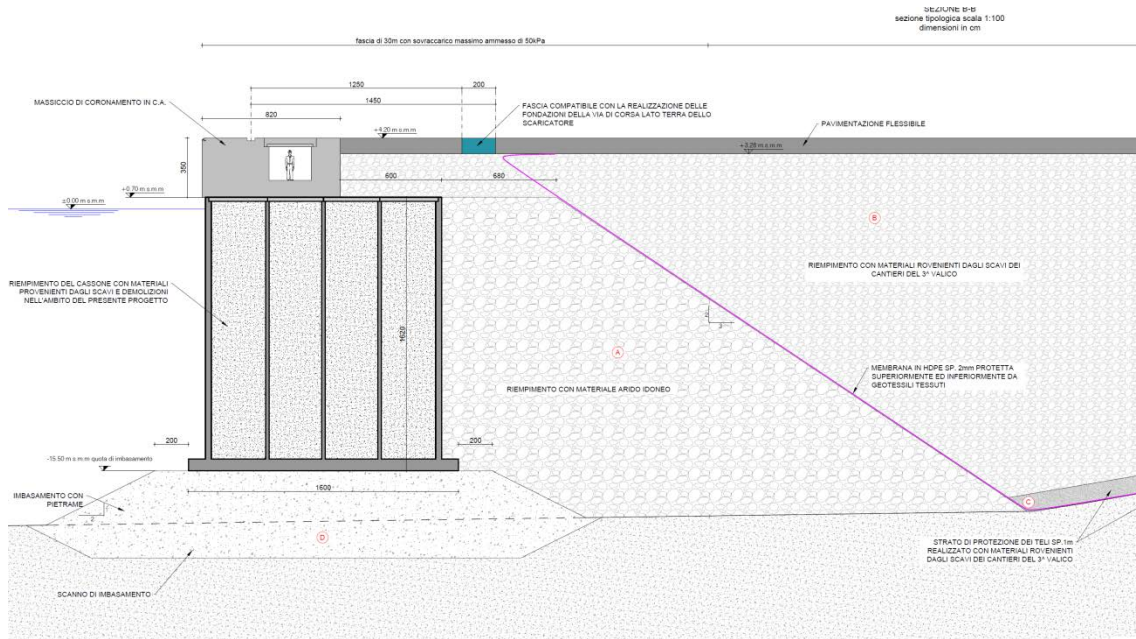 SEZIONE B-B
sezione tipologica scala 1:100
dimensioni in cm
fascia di 30m con sovraccarico massimo ammesso di 50kPa
1250
200
MASSICCIO DI CORONAMENTO IN C.A.
1450
FASCIA COMPATIBILE CON LA REALIZZAZIONE DELLE
FONDAZIONI DELLA VIA DI CORSA LATO TERRA DELLO
SCARICATORE
820
+4.20 m s.m.m
PAVIMENTAZIONE FLESSIBILE
350
600
680
+0.70 m s.m.m
±0.00 m s.m.m
B
RIEMPIMENTO CON MATERIALI ROVENIENTI DAGLI SCAVI DEI
CANTIERI DEL 3° VALICO
RIEMPIMENTO DEL CASSONE CON MATERIALI
PROVENIENTI DAGLI SCAVI E DEMOLIZIONI
NELL'AMBITO DEL PRESENTE PROGETTO
2
3
1620
A
RIEMPIMENTO CON MATERIALE ARIDO IDONEO
MEMBRANA IN HDPE SP. 2mm PROTETTA
SUPERIORMENTE ED INFERIORMENTE DA
GEOTESSILI TESSUTI
200
200
-15.50 m s.m.m quota di imbasamento
1600
IMBASAMENTO CON
PIETRAME
1
2
C
D
STRATO DI PROTEZIONE DEI TELI SP.1m
REALIZZATO CON MATERIALI ROVENIENTI
DAGLI SCAVI DEI CANTIERI DEL 3° VALICO
SCANNO DI IMBASAMENTO